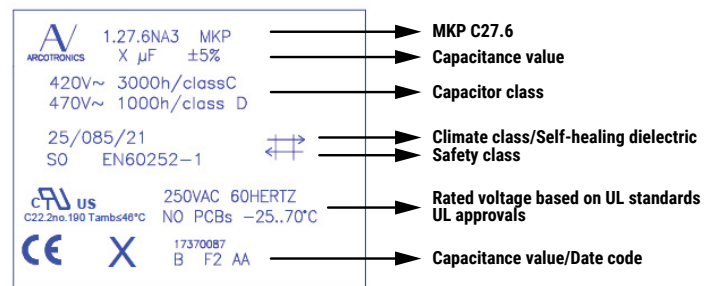 1.27.6NA3 MKP
ARCOTRONICS X µF ±5%
420V~ 3000h/classC
470V~ 1000h/class D
25/085/21
S0 EN60252-1
c US 250VAC 60HERTZ
C22.2no.190 Tamb≤46°C NO PCBs -25..70°C
CE X 17370087
B F2 AA
MKP C27.6
Capacitance value
Capacitor class
Climate class/Self-healing dielectric
Safety class
Rated voltage based on UL standards
UL approvals
Capacitance value/Date code